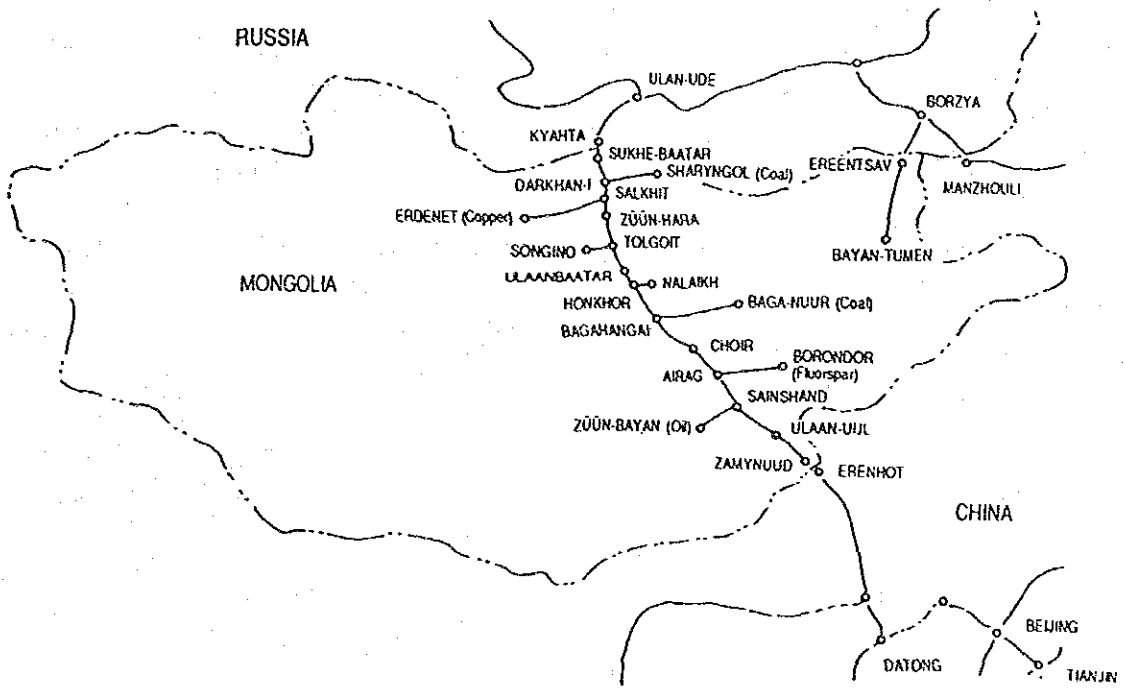 RUSSIA
ULAN-UDE
BORZYA
KYAHTA
SUKHE-BAATAR
EREENTSAV
SHARYNGOL (Coal)
MANZHOULI
DARKHAN-I
SALKHIT
ERDENET (Copper)
ZÜÜN-HARA
TOLGOIT
SONGINO
BAYAN-TUMEN
ULAANBAATAR
MONGOLIA
NALAIKH
HONKHOR
BAGA-NUUR (Coal)
BAGAHANGAI
CHOIR
BORONDOR
(Fluorspar)
AIRAG
SAINSHAND
ZÜÜN-BAYAN (Oil)
ULAAN-UUL
ZAMYNUUD
ERENHOT
CHINA
BEIJING
DATONG
TIANJIN